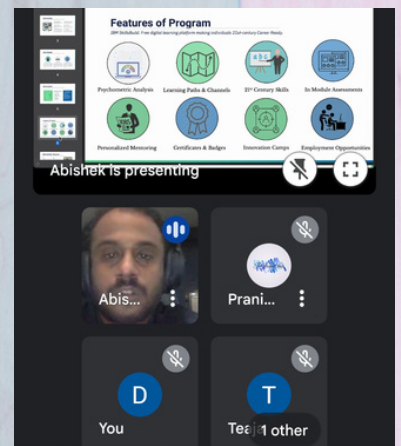 Features of Program
IBM SkillsBuild: Free digital learning platform making individuals 21st-century Career Ready.
Psychometric Analysis
Learning Paths & Channels
21st Century Skills
In Module Assessments
Personalized Mentoring
Certificates & Badges
Innovation Camps
Employment Opportunities
Abishek is presenting
Abis...
Prani...
D
You
T
1 other